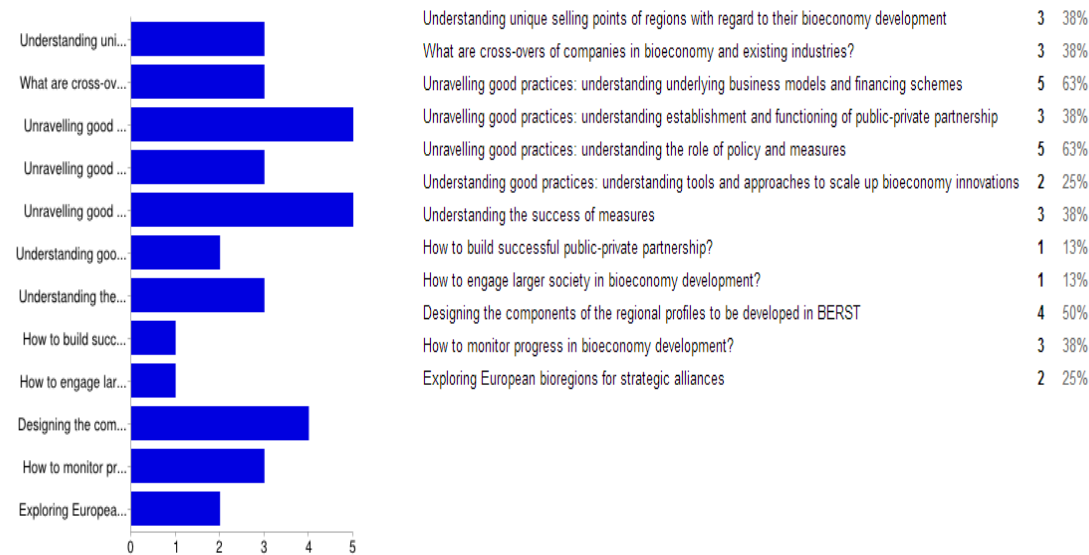 Understanding uni...
What are cross-ov...
Unravelling good ...
Unravelling good ...
Unravelling good ...
Understanding goo...
Understanding the...
How to build succ...
How to engage lar...
Designing the com...
How to monitor pr...
Exploring Europea...
0 1 2 3 4 5
Understanding unique selling points of regions with regard to their bioeconomy development 3 38%
What are cross-overs of companies in bioeconomy and existing industries? 3 38%
Unravelling good practices: understanding underlying business models and financing schemes 5 63%
Unravelling good practices: understanding establishment and functioning of public-private partnership 3 38%
Unravelling good practices: understanding the role of policy and measures 5 63%
Understanding good practices: understanding tools and approaches to scale up bioeconomy innovations 2 25%
Understanding the success of measures 3 38%
How to build successful public-private partnership? 1 13%
How to engage larger society in bioeconomy development? 1 13%
Designing the components of the regional profiles to be developed in BERST 4 50%
How to monitor progress in bioeconomy development? 3 38%
Exploring European bioregions for strategic alliances 2 25%